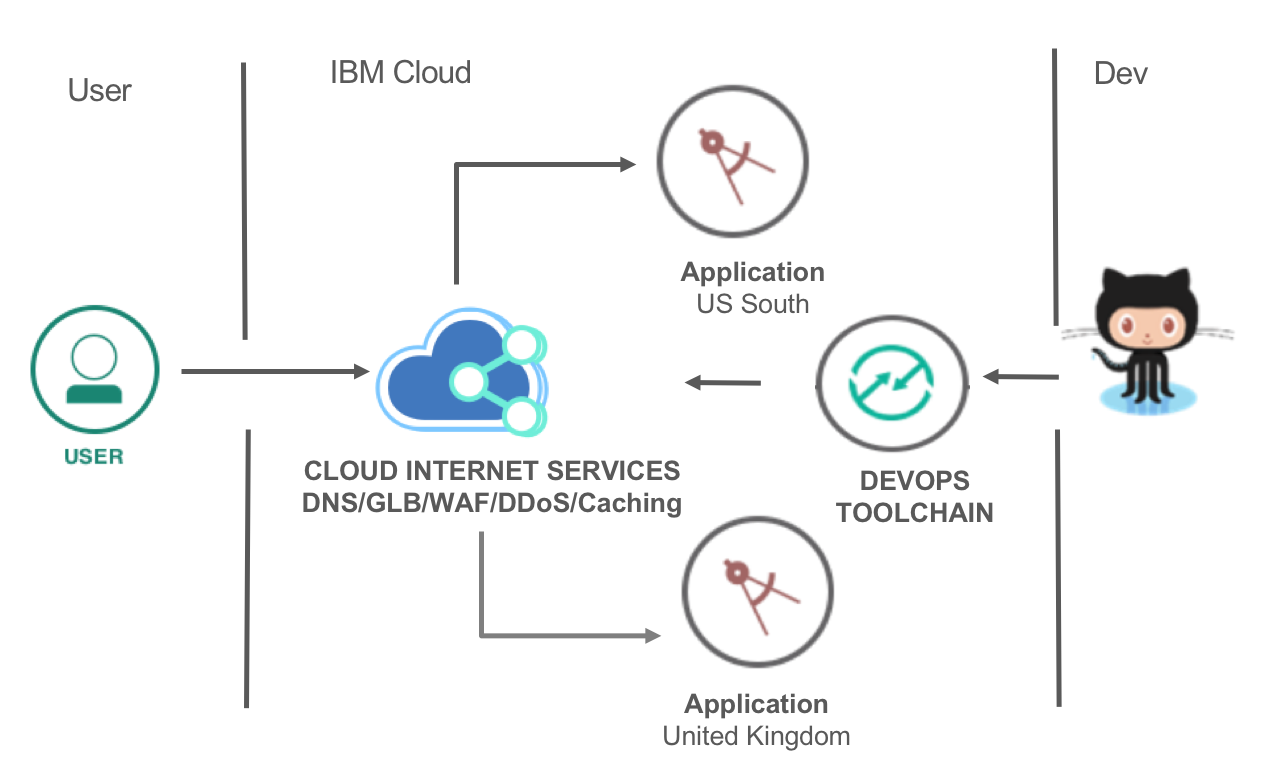 User
IBM Cloud
Dev
Application
US South
USER
CLOUD INTERNET SERVICES
DNS/GLB/WAF/DDoS/Caching
DEVOPS
TOOLCHAIN
Application
United Kingdom